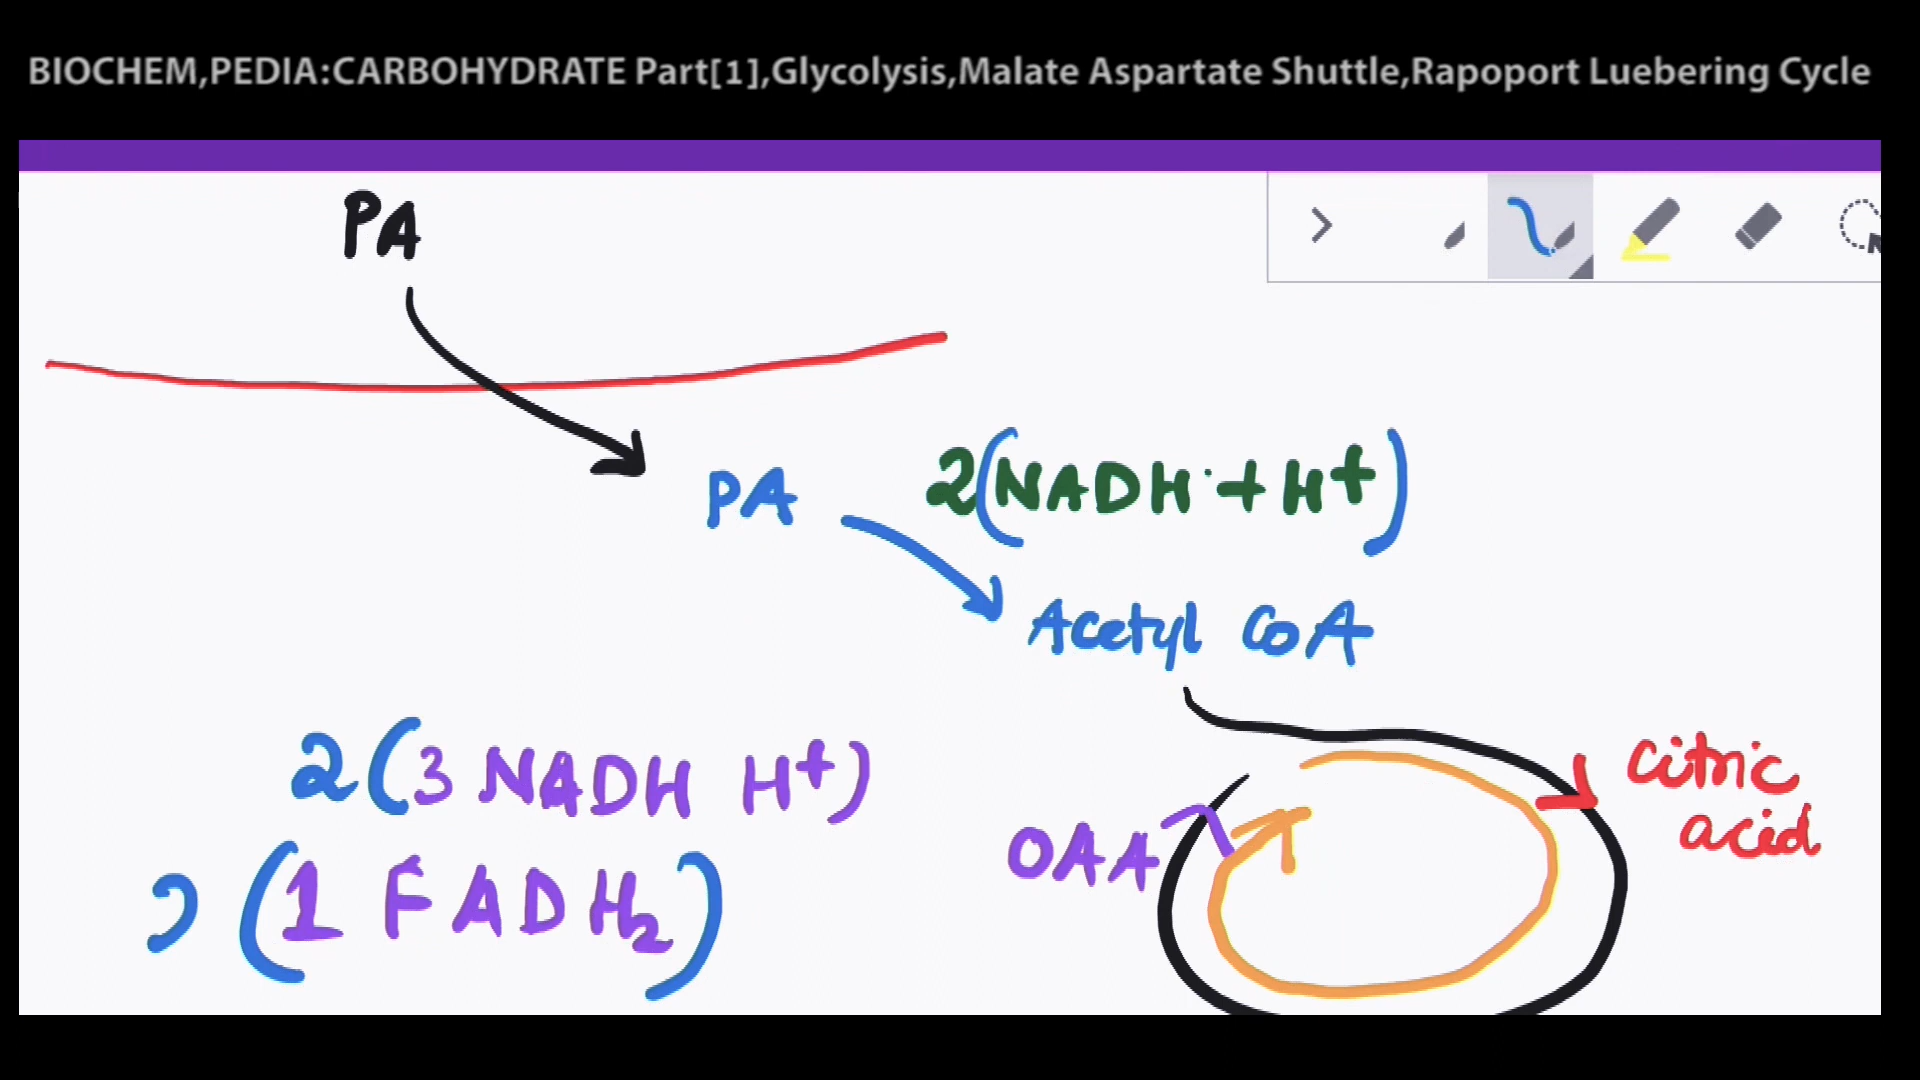 BIOCHEM,PEDIA:CARBOHYDRATE Part[1],Glycolysis,Malate Aspartate Shuttle,Rapoport Luebering Cycle
PA
PA 2(NADH + H+)
Acetyl CoA
2(3 NADH H+)
citric
acid
OAA
(1 FADH2)